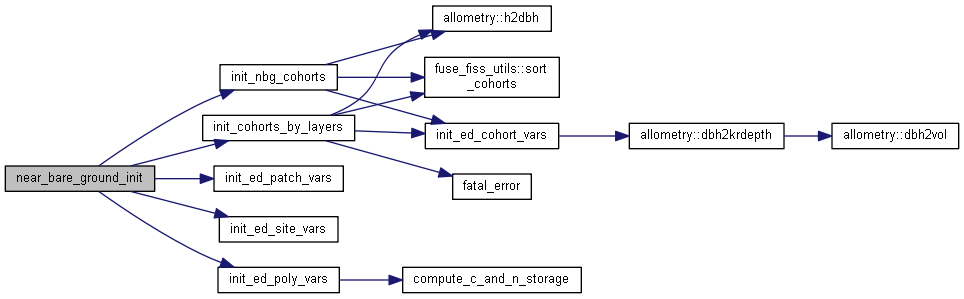 near_bare_ground_init
init_nbg_cohorts
init_cohorts_by_layers
init_ed_patch_vars
init_ed_site_vars
init_ed_poly_vars
allometry::h2dbh
fuse_fiss_utils::sort
_cohorts
init_ed_cohort_vars
fatal_error
compute_c_and_n_storage
allometry::dbh2krdepth
allometry::dbh2vol